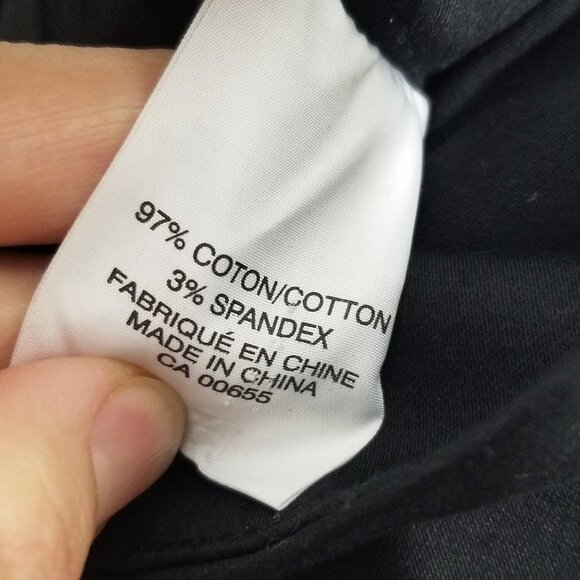 97% COTON/COTTON
3% SPANDEX
FABRIQUÉ EN CHINE
MADE IN CHINA
CA 00655